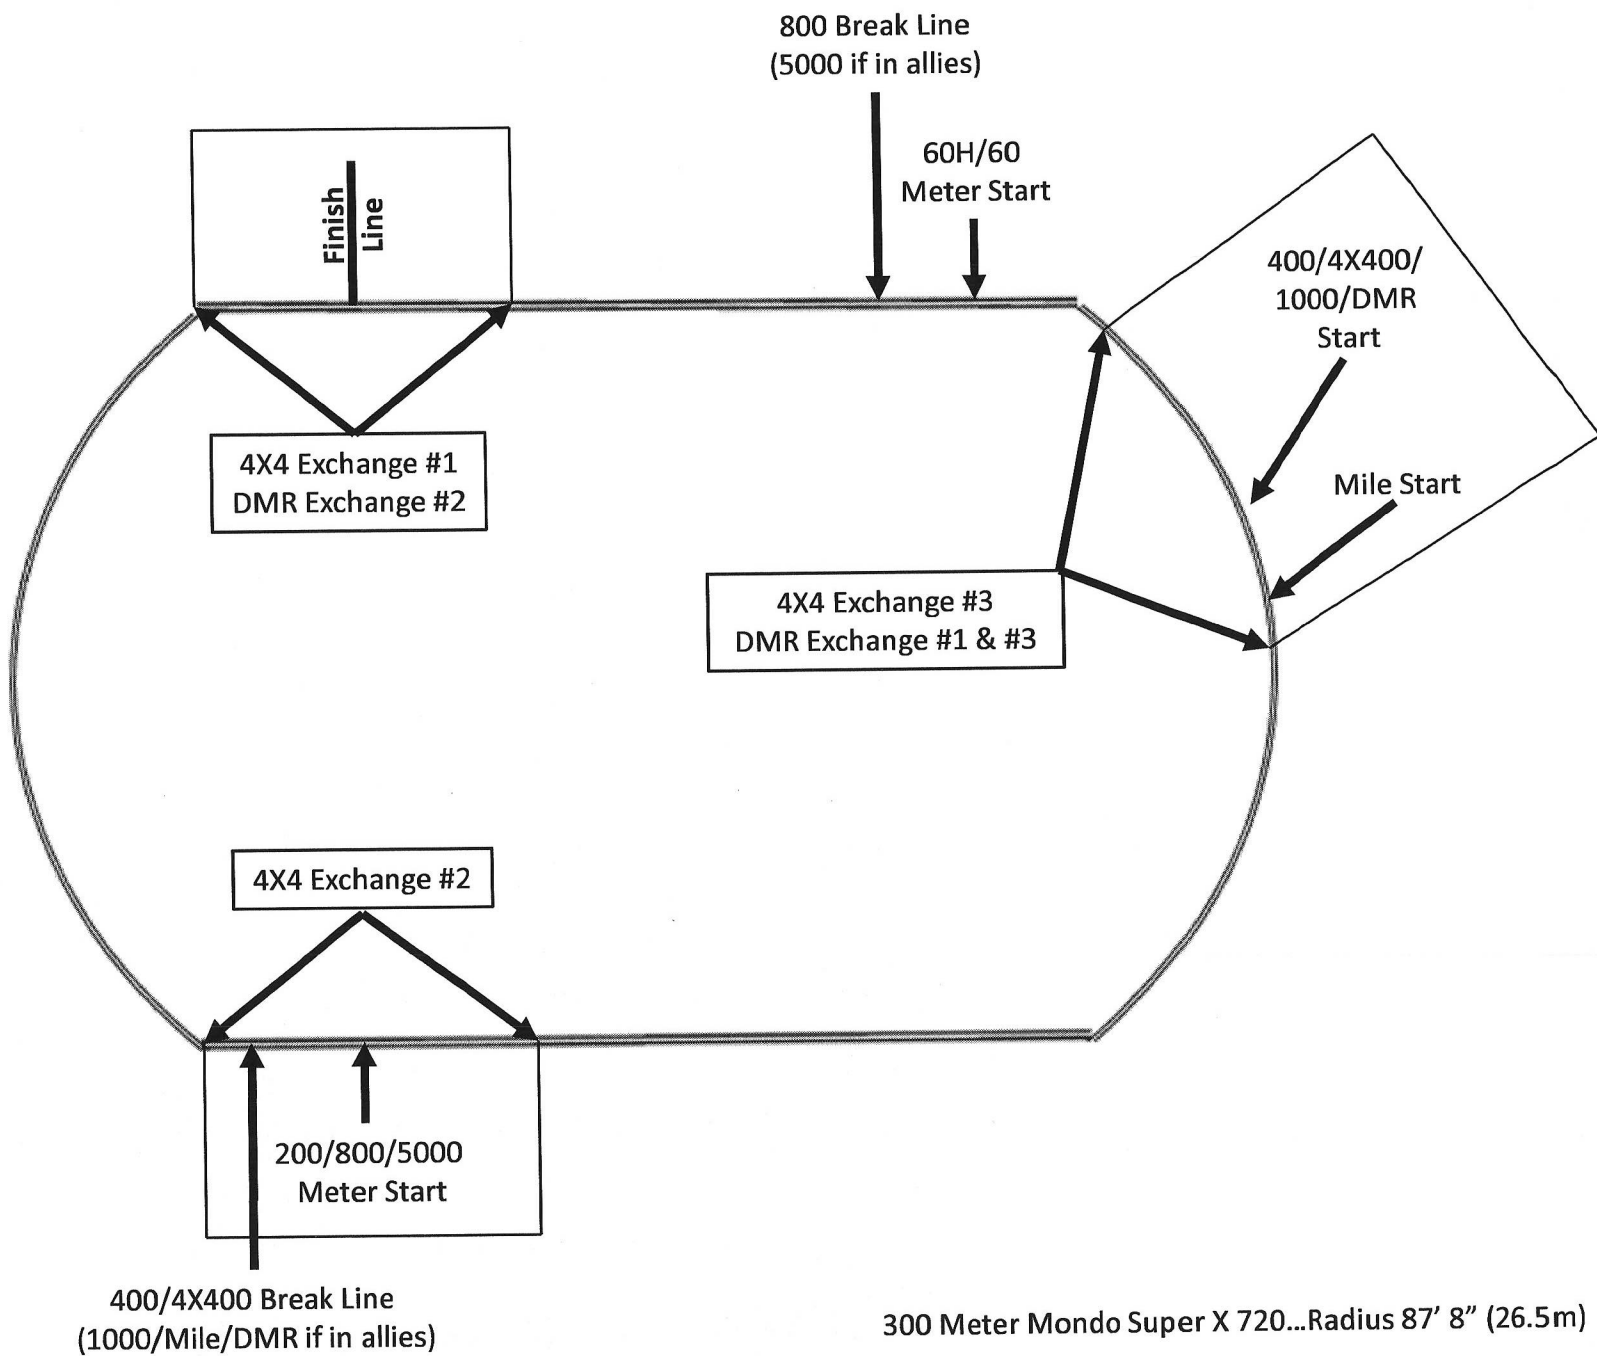 800 Break Line
(5000 if in allies)
60H/60
Meter Start
Finish
Line
400/4X400/
1000/DMR
Start
4X4 Exchange #1
DMR Exchange #2
Mile Start
4X4 Exchange #3
DMR Exchange #1 & #3
4X4 Exchange #2
200/800/5000
Meter Start
400/4X400 Break Line
(1000/Mile/DMR if in allies)
300 Meter Mondo Super X 720...Radius 87’ 8” (26.5m)